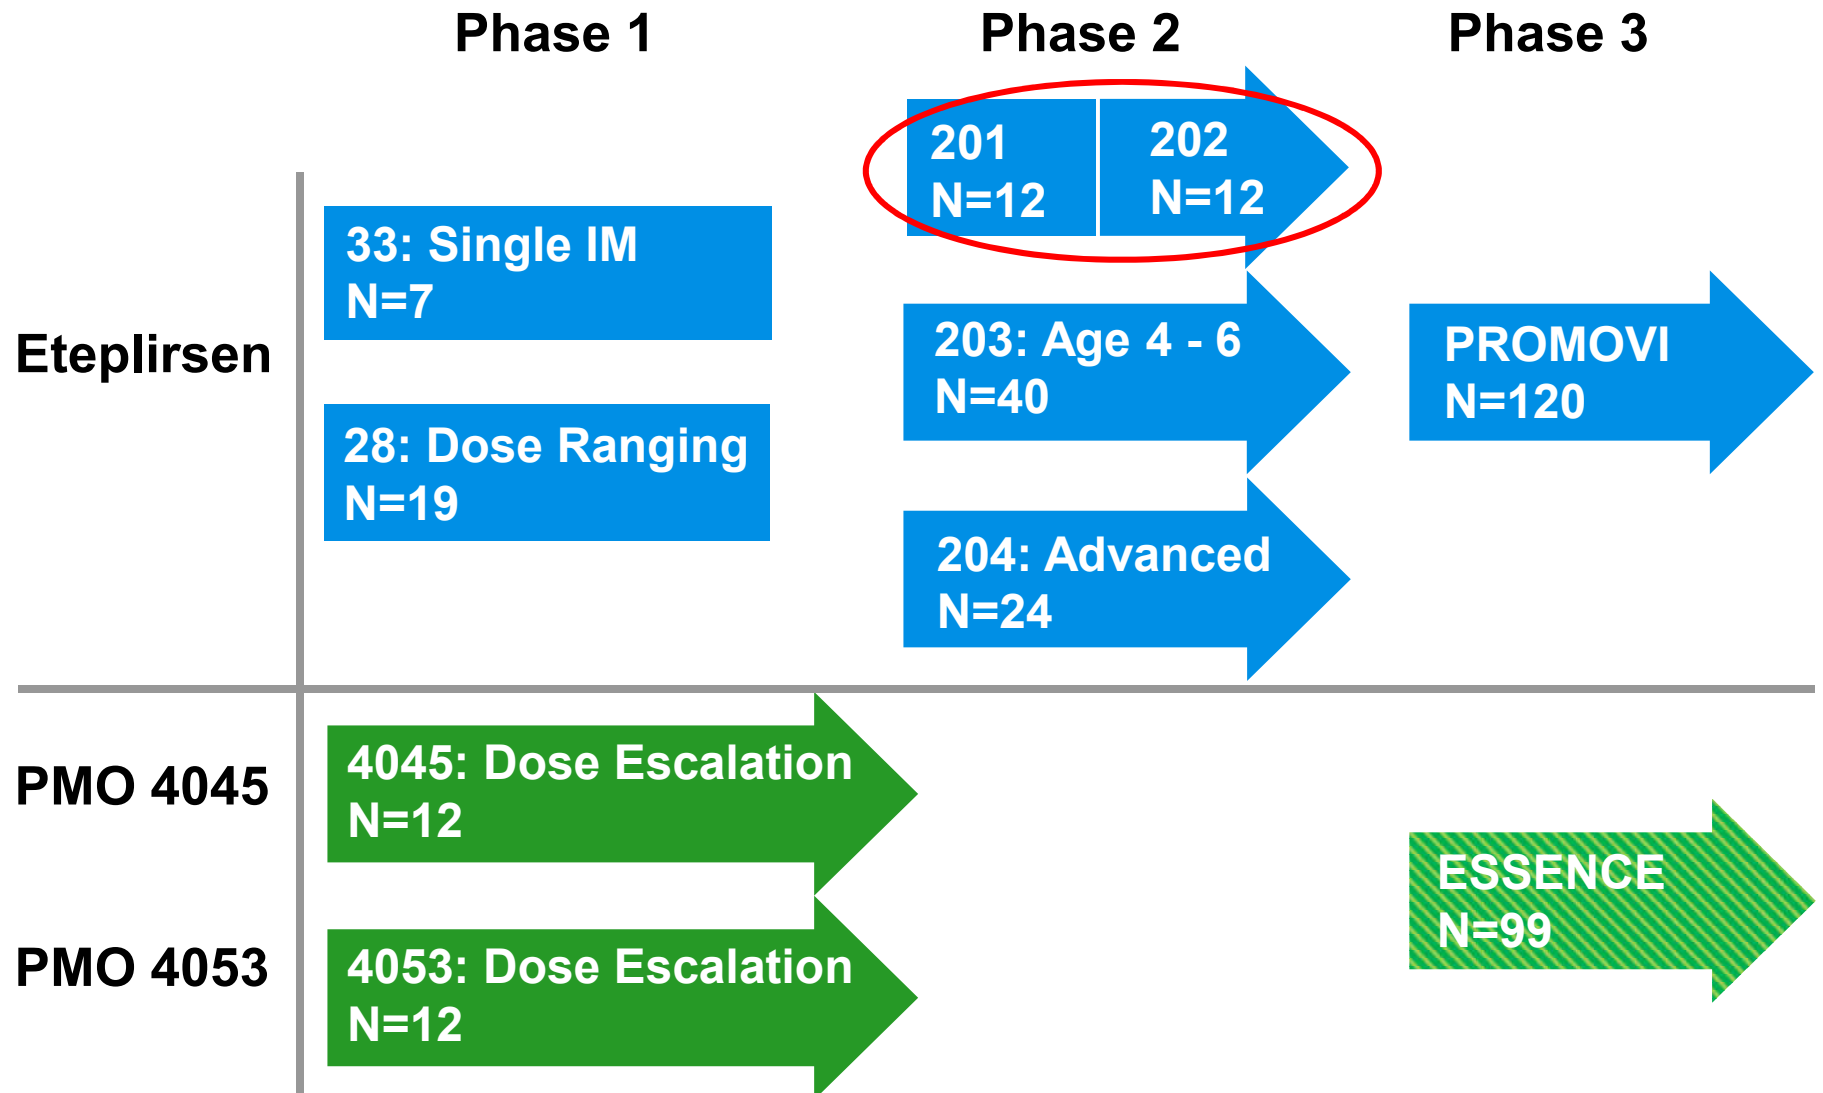 Phase 1
Phase 2
Phase 3
201
N=12
202
N=12
Eteplirsen
33: Single IM
N=7
28: Dose Ranging
N=19
203: Age 4 - 6
N=40
204: Advanced
N=24
PROMOVI
N=120
PMO 4045
4045: Dose Escalation
N=12
PMO 4053
4053: Dose Escalation
N=12
ESSENCE
N=99